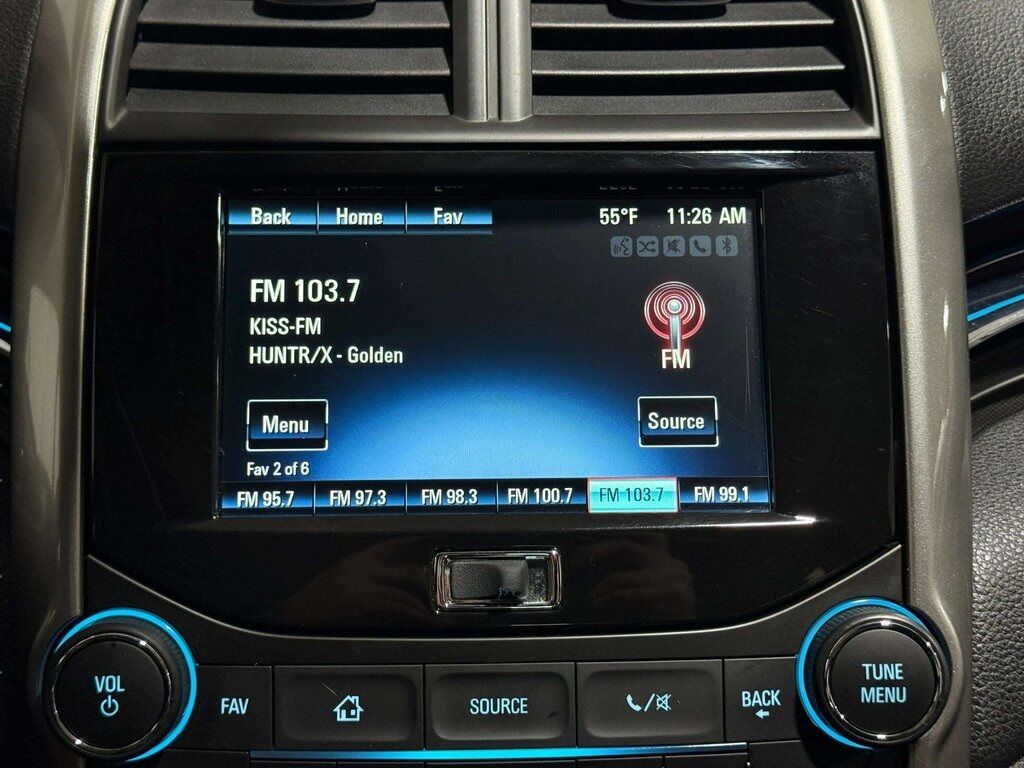 Back Home Fav 55°F 11:26 AM
FM 103.7
KISS-FM
HUNTR/X - Golden
FM
Menu Source
Fav 2 of 6
FM 95.7 FM 97.3 FM 98.3 FM 100.7 FM 103.7 FM 99.1
VOL
FAV SOURCE BACK
TUNE
MENU